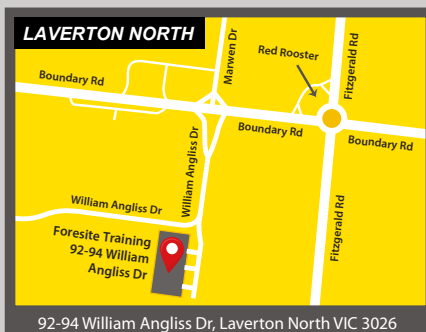 LAVERTON NORTH
Marwen Dr
Red Rooster
Fitzgerald Rd
Boundary Rd
Boundary Rd
Boundary Rd
William Angliss Dr
William Angliss Dr
Fitzgerald Rd
Foresite Training
92-94 William
Angliss Dr
92-94 William Angliss Dr, Laverton North VIC 3026